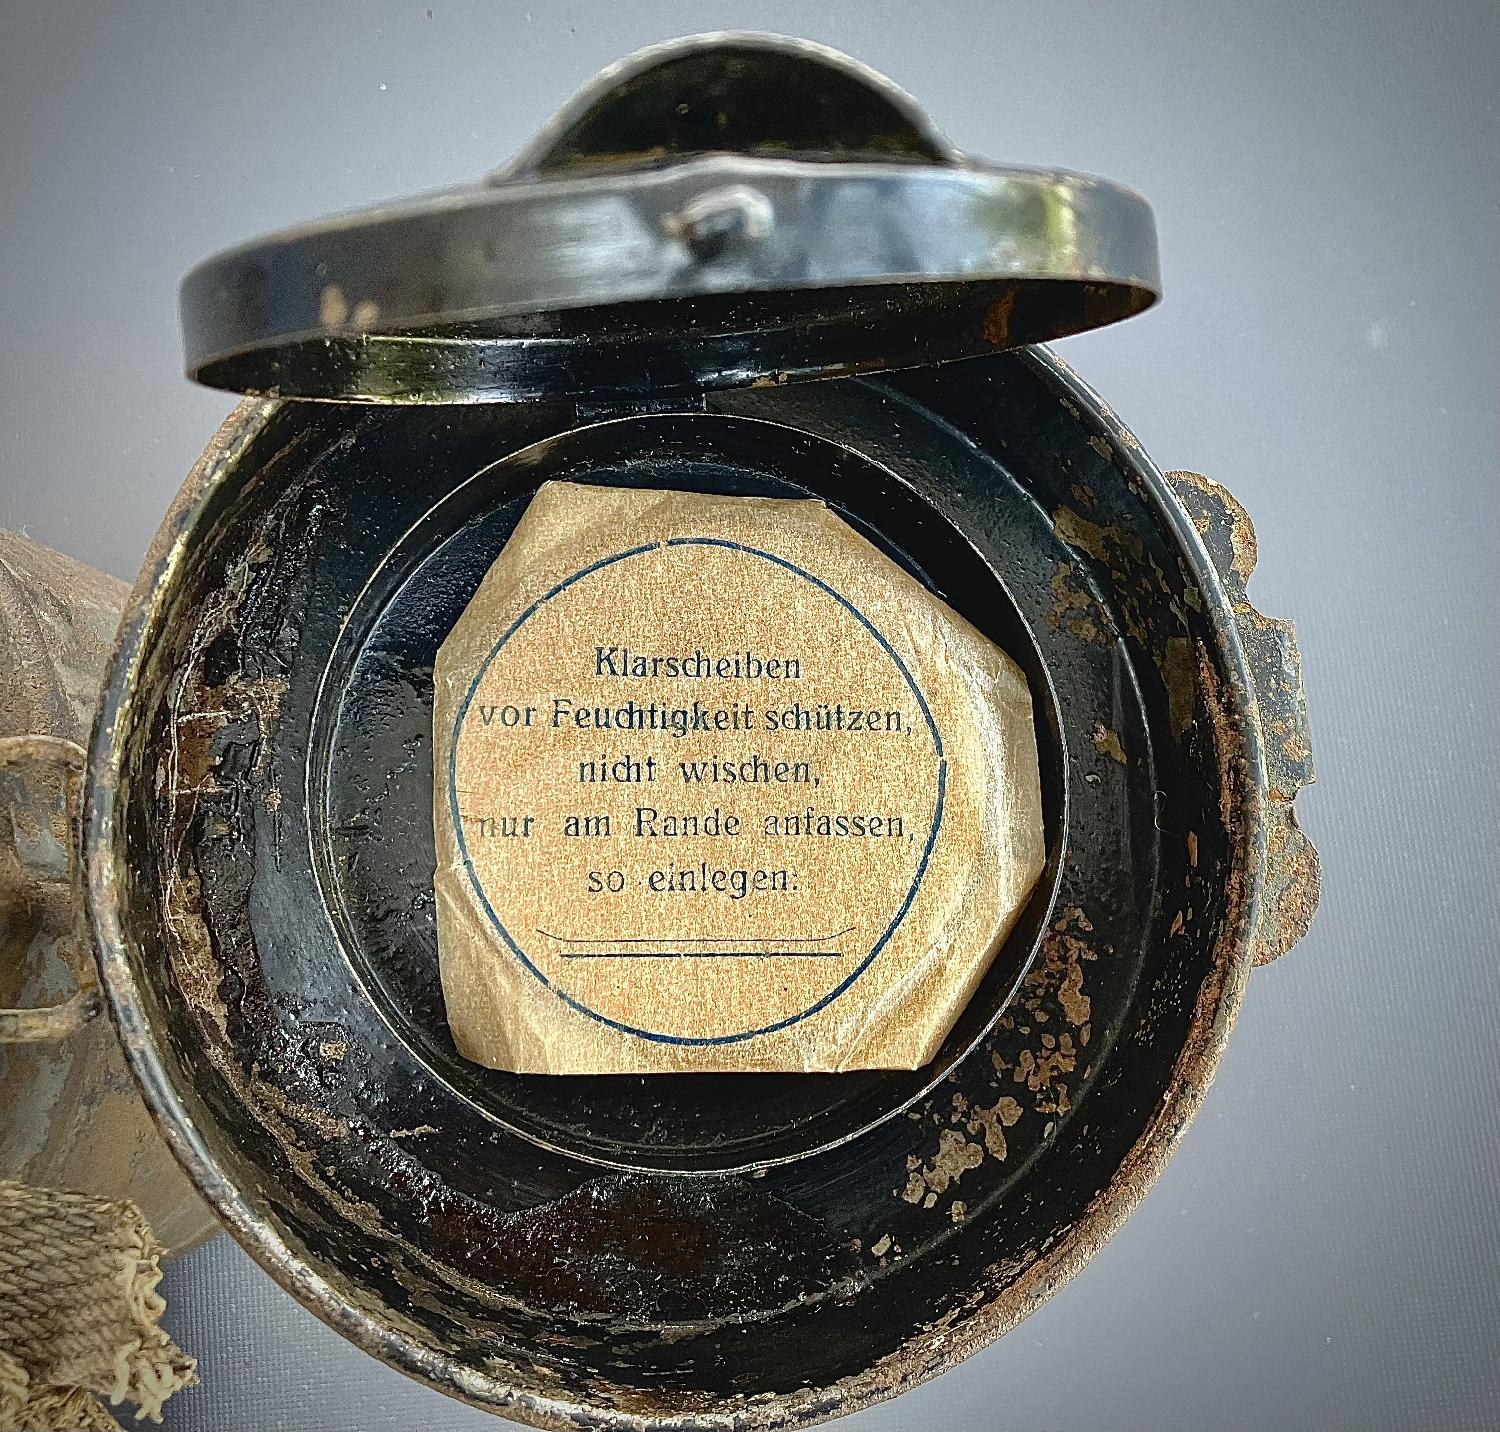 Klarscheiben
vor Feuchtigkeit schützen,
nicht wischen,
nur am Rande anfassen,
so einlegen: